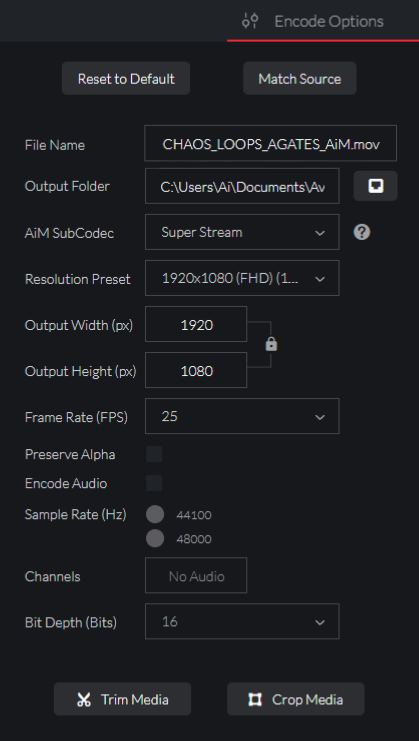 Encode Options
Reset to Default
Match Source
File Name
CHAOS_LOOPS_AGATES_AiM.mov
Output Folder
C:\Users\Ai\Documents\Av
AiM SubCodec
Super Stream
?
Resolution Preset
1920x1080 (FHD) (1...
Output Width (px)
1920
Output Height (px)
1080
Frame Rate (FPS)
25
Preserve Alpha
Encode Audio
Sample Rate (Hz)
44100
48000
Channels
No Audio
Bit Depth (Bits)
16
Trim Media
Crop Media